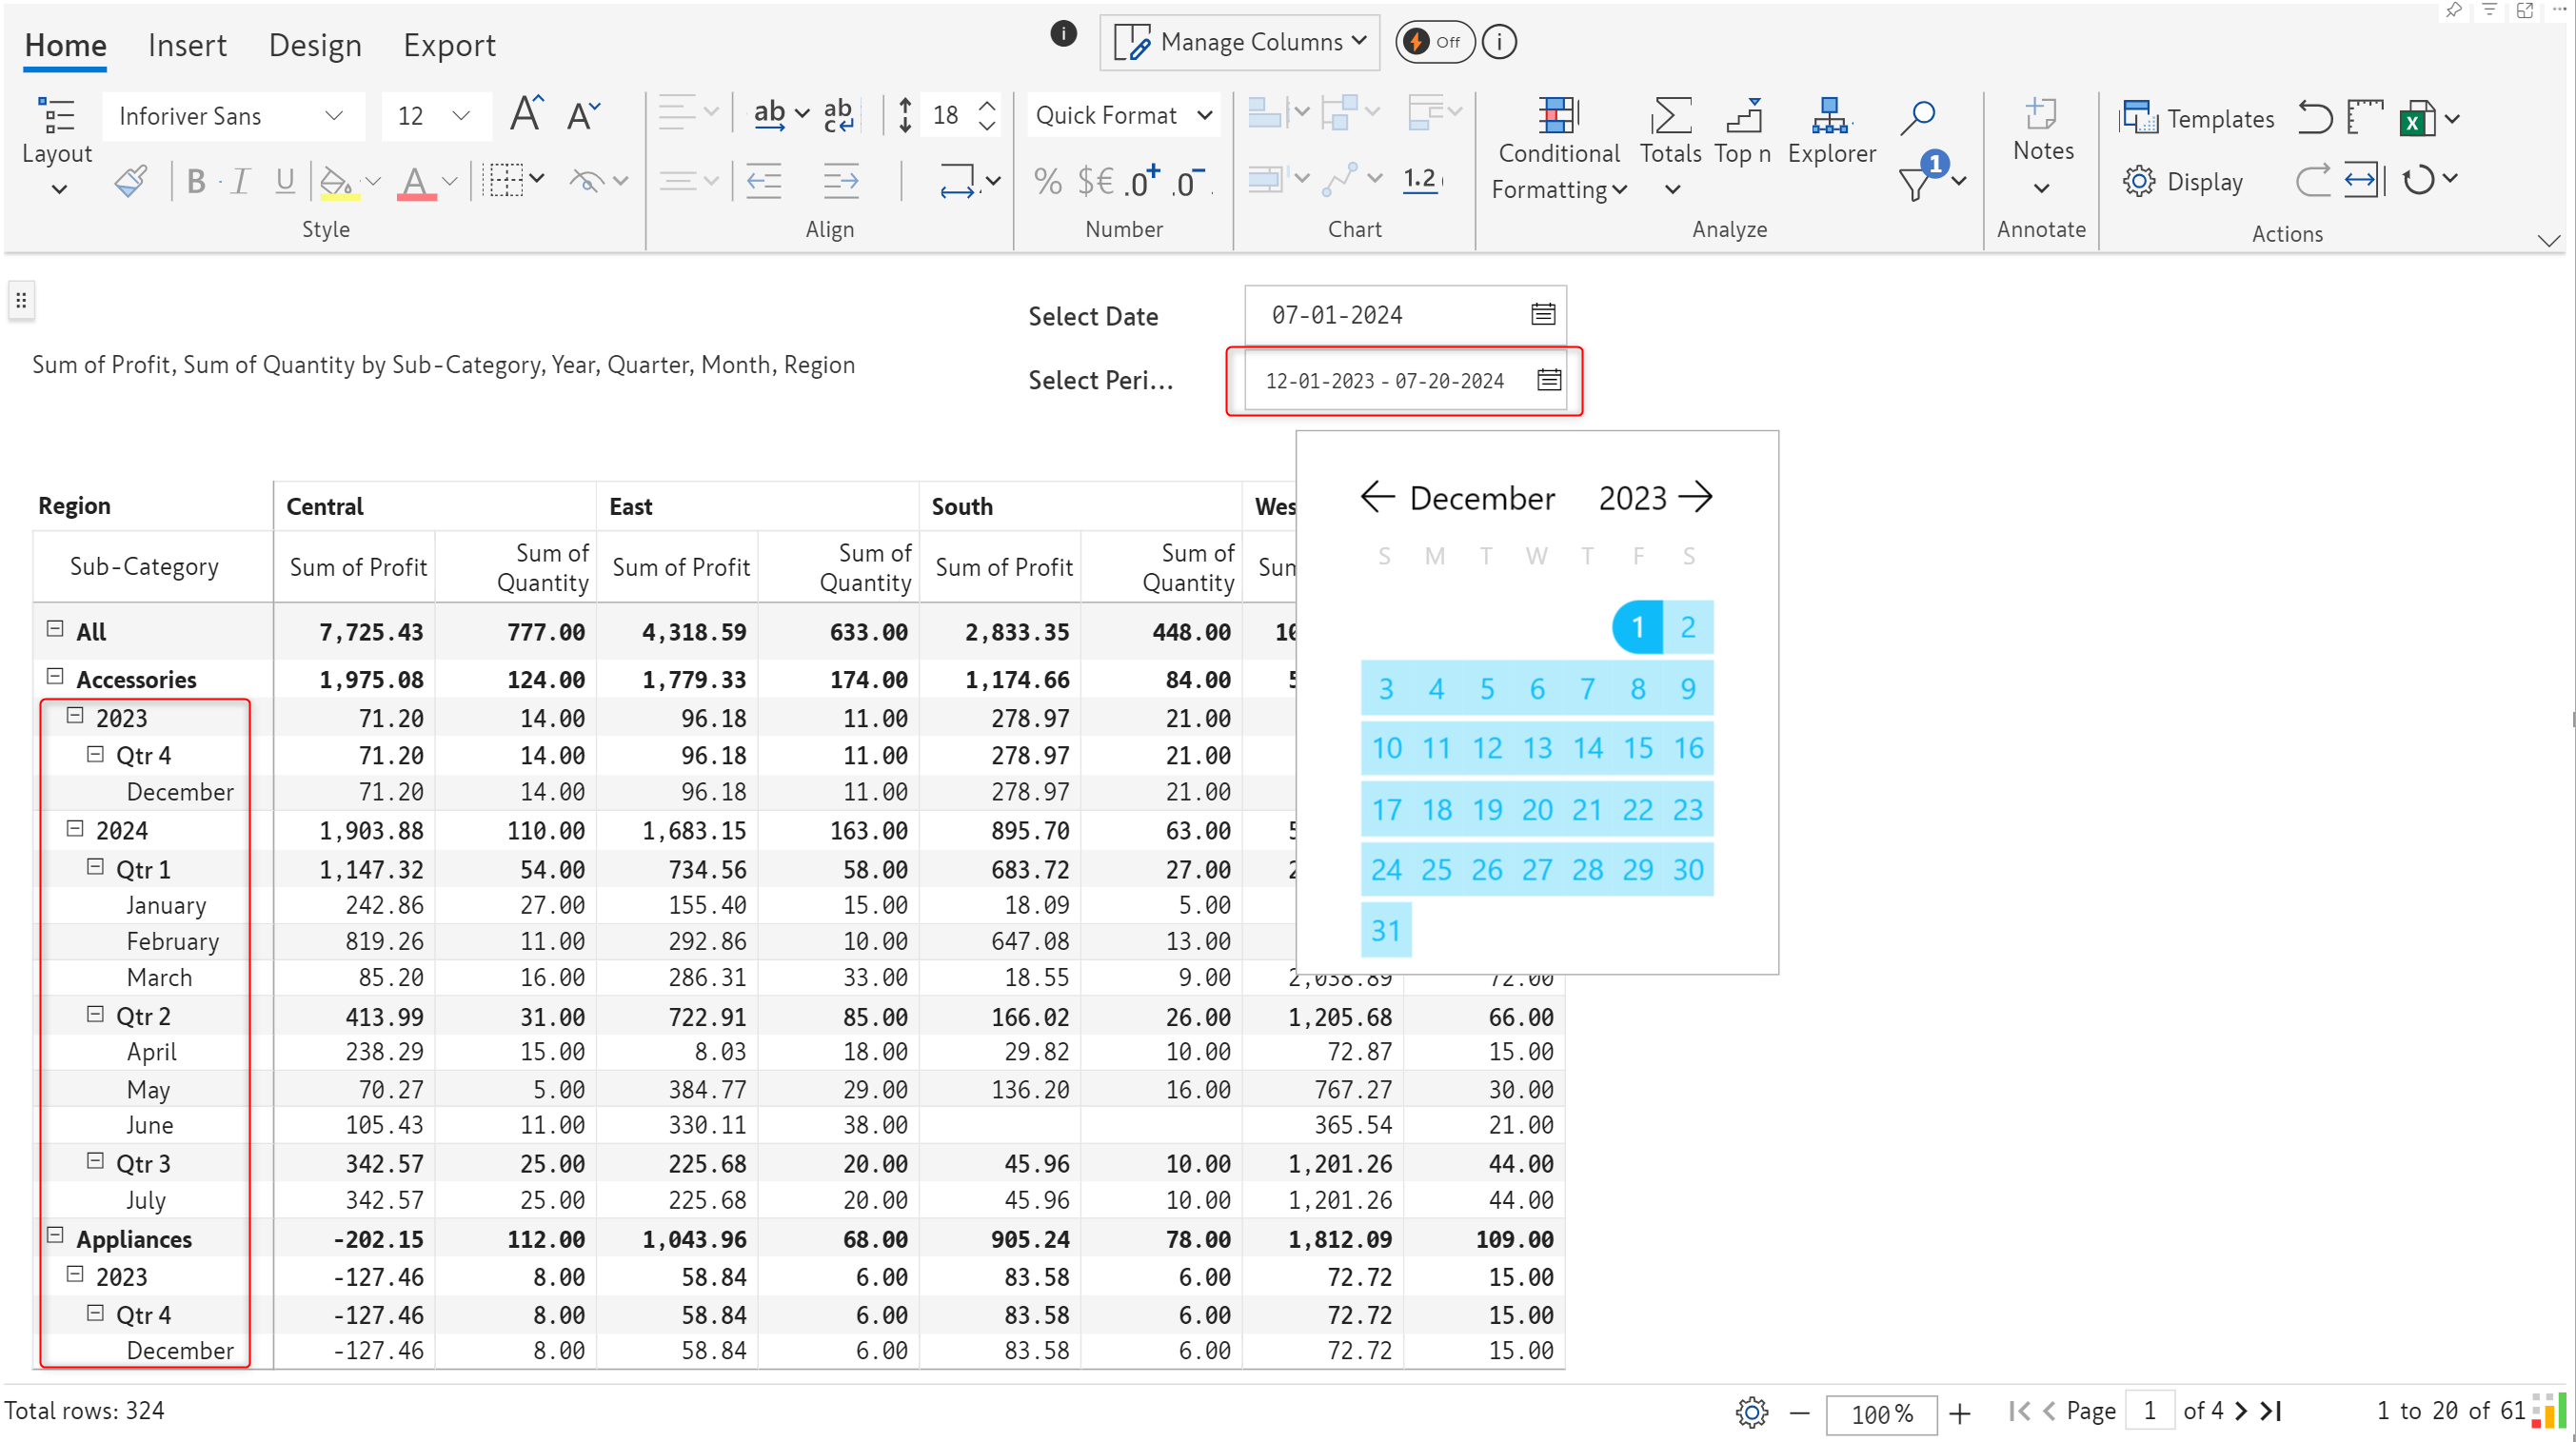 Home Insert Design Export
Manage Columns Off
Layout Inforiver Sans 12 ab ab c 18 Quick Format Conditional Formatting Totals Top n Explorer 1 Notes Templates
B I U A % $€ .0 .0 1.2 Display
Style Align Number Chart Analyze Annotate Actions
Select Date 07-01-2024
Sum of Profit, Sum of Quantity by Sub-Category, Year, Quarter, Month, Region
Select Peri... 12-01-2023 - 07-20-2024
December 2023
S M T W T F S
1 2
3 4 5 6 7 8 9
10 11 12 13 14 15 16
17 18 19 20 21 22 23
24 25 26 27 28 29 30
31
Region Central East South Wes
Sub-Category Sum of Profit Sum of Quantity Sum of Profit Sum of Quantity Sum of Profit Sum of Quantity Sum
All 7,725.43 777.00 4,318.59 633.00 2,833.35 448.00
Accessories 1,975.08 124.00 1,779.33 174.00 1,174.66 84.00
2023 71.20 14.00 96.18 11.00 278.97 21.00
Qtr 4 71.20 14.00 96.18 11.00 278.97 21.00
December 71.20 14.00 96.18 11.00 278.97 21.00
2024 1,903.88 110.00 1,683.15 163.00 895.70 63.00
Qtr 1 1,147.32 54.00 734.56 58.00 683.72 27.00
January 242.86 27.00 155.40 15.00 18.09 5.00
February 819.26 11.00 292.86 10.00 647.08 13.00
March 85.20 16.00 286.31 33.00 18.55 9.00 2,038.89 72.00
Qtr 2 413.99 31.00 722.91 85.00 166.02 26.00 1,205.68 66.00
April 238.29 15.00 8.03 18.00 29.82 10.00 72.87 15.00
May 70.27 5.00 384.77 29.00 136.20 16.00 767.27 30.00
June 105.43 11.00 330.11 38.00 365.54 21.00
Qtr 3 342.57 25.00 225.68 20.00 45.96 10.00 1,201.26 44.00
July 342.57 25.00 225.68 20.00 45.96 10.00 1,201.26 44.00
Appliances -202.15 112.00 1,043.96 68.00 905.24 78.00 1,812.09 109.00
2023 -127.46 8.00 58.84 6.00 83.58 6.00 72.72 15.00
Qtr 4 -127.46 8.00 58.84 6.00 83.58 6.00 72.72 15.00
December -127.46 8.00 58.84 6.00 83.58 6.00 72.72 15.00
Total rows: 324 100% Page 1 of 4 1 to 20 of 61